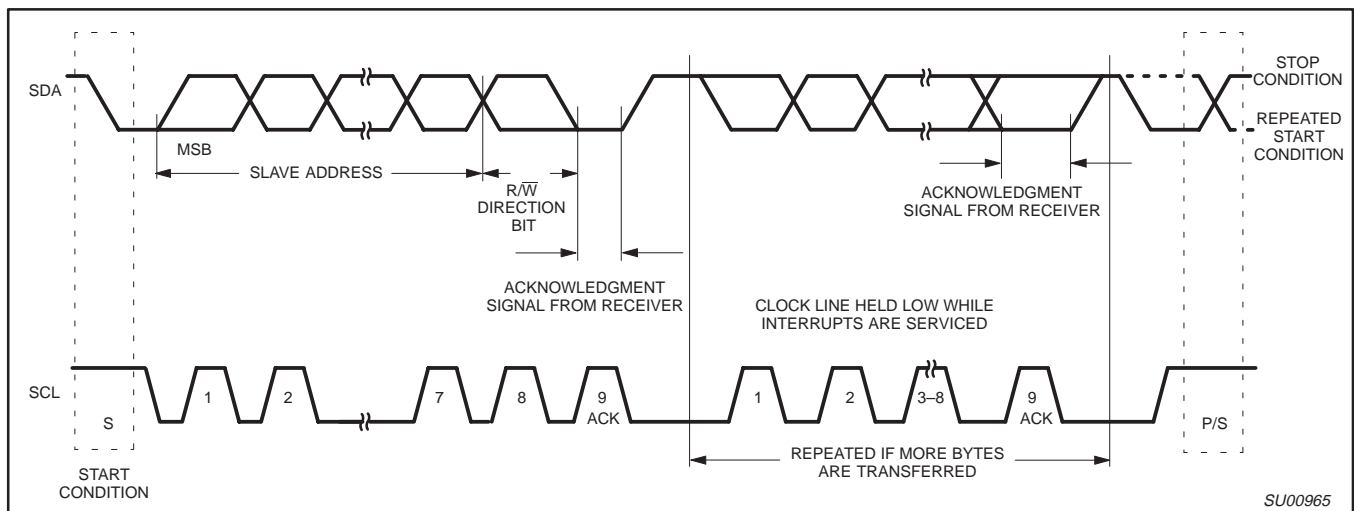 SDA
STOP
CONDITION
REPEATED
START
CONDITION
MSB
SLAVE ADDRESS
R/W̅
DIRECTION
BIT
ACKNOWLEDGMENT
SIGNAL FROM RECEIVER
ACKNOWLEDGMENT
SIGNAL FROM RECEIVER
CLOCK LINE HELD LOW WHILE
INTERRUPTS ARE SERVICED
SCL
1
2
7
8
9
ACK
1
2
3–8
9
ACK
S
P/S
START
CONDITION
REPEATED IF MORE BYTES
ARE TRANSFERRED
SU00965